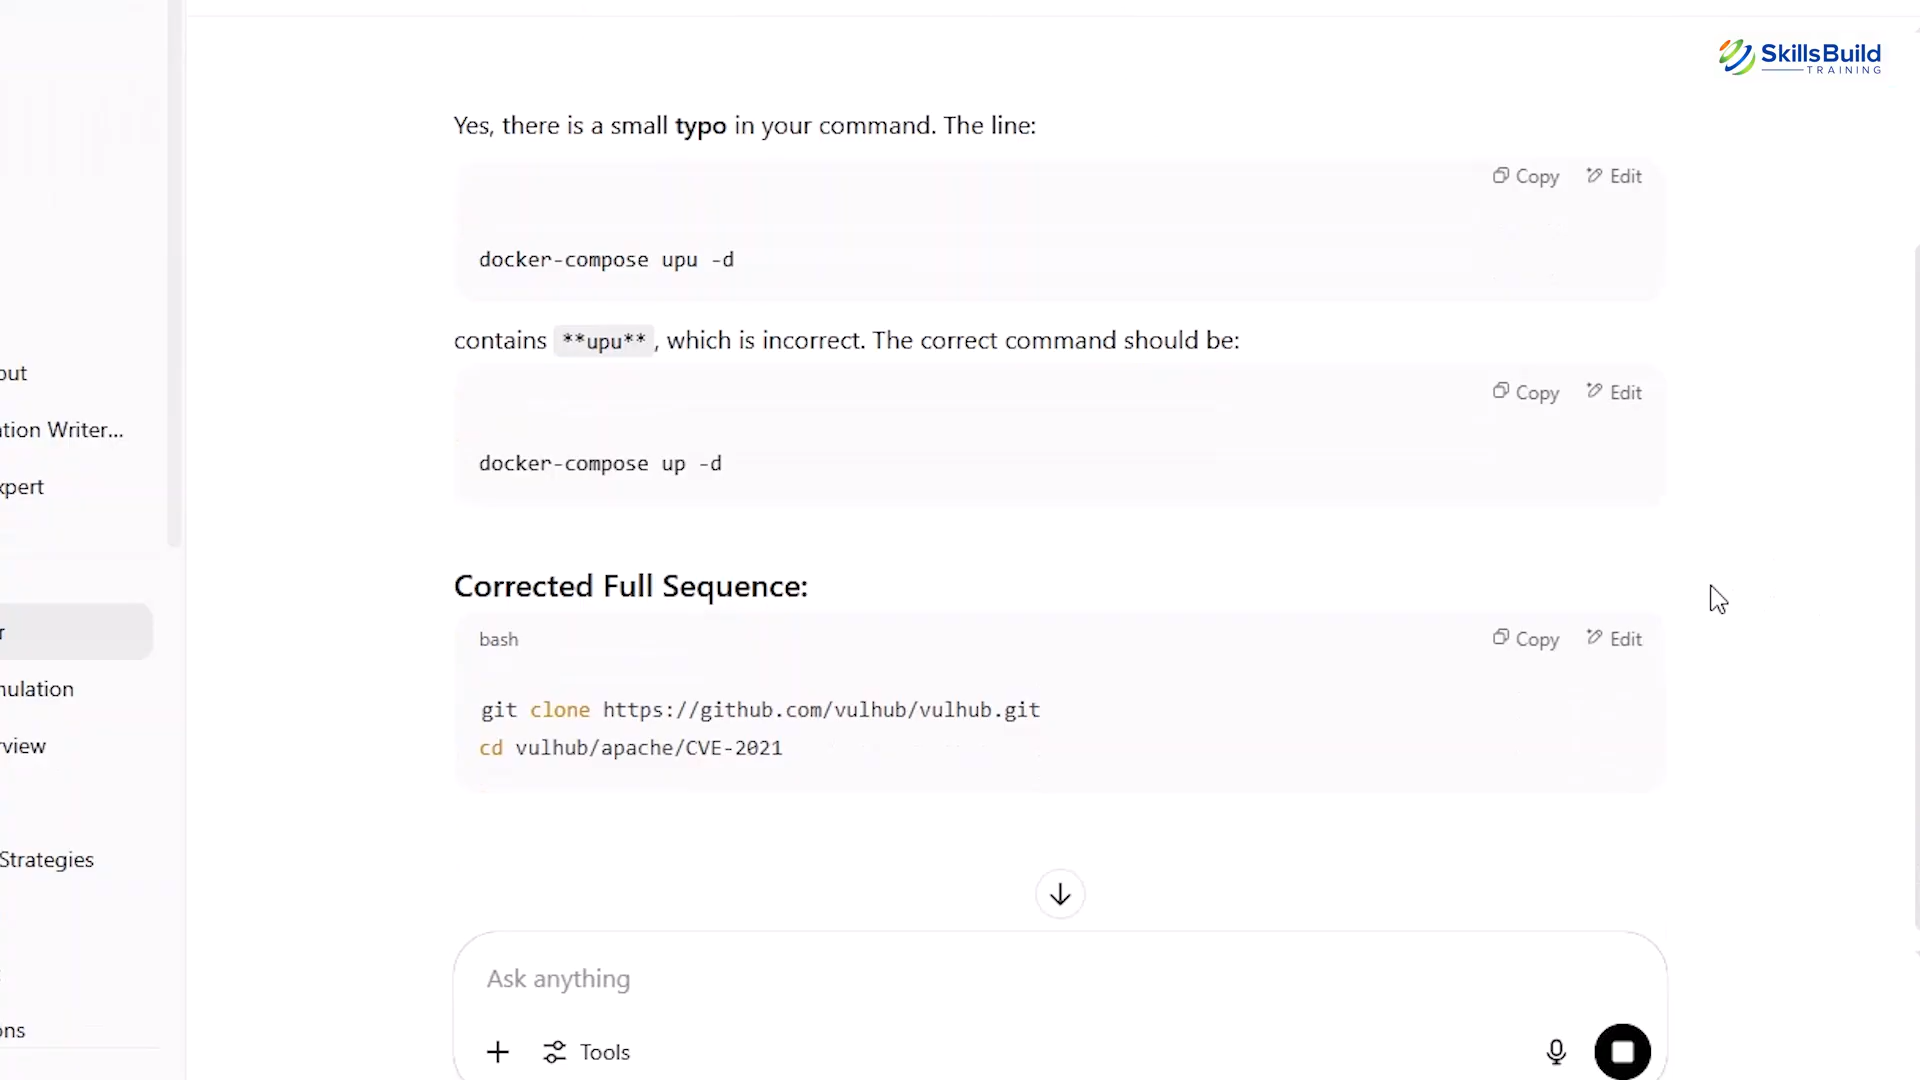 SkillsBuild
TRAINING
Yes, there is a small typo in your command. The line:
Copy Edit
docker-compose upu -d
contains **upu** , which is incorrect. The correct command should be:
Copy Edit
docker-compose up -d
Corrected Full Sequence:
bash Copy Edit
git clone https://github.com/vulhub/vulhub.git
cd vulhub/apache/CVE-2021
Ask anything
Tools
out
ation Writer...
xpert
r
nulation
rview
Strategies
ons